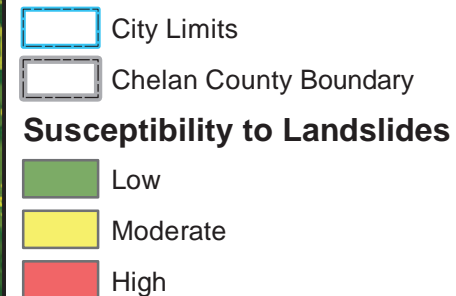 City Limits
Chelan County Boundary
Susceptibility to Landslides
Low
Moderate
High